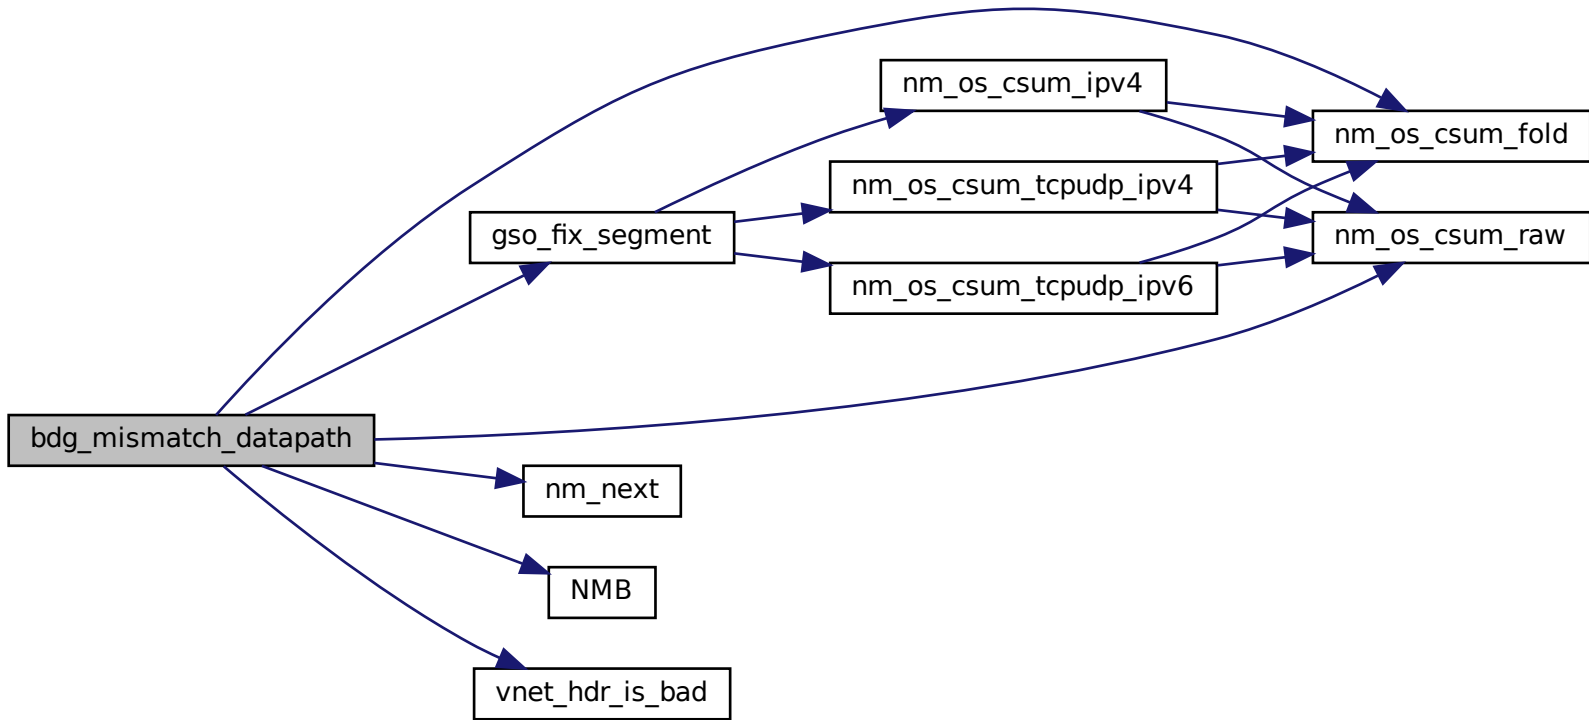 nm_os_csum_ipv4
nm_os_csum_fold
nm_os_csum_tcpudp_ipv4
gso_fix_segment
nm_os_csum_raw
nm_os_csum_tcpudp_ipv6
bdg_mismatch_datapath
nm_next
NMB
vnet_hdr_is_bad